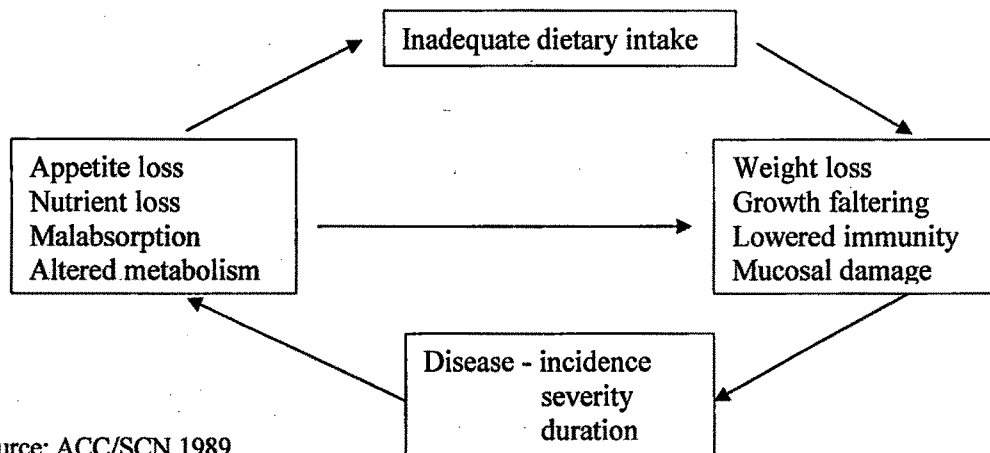 Inadequate dietary intake
Appetite loss
Nutrient loss
Malabsorption
Altered metabolism
Weight loss
Growth faltering
Lowered immunity
Mucosal damage
Disease - incidence
severity
duration
urce: ACC/SCN 1989